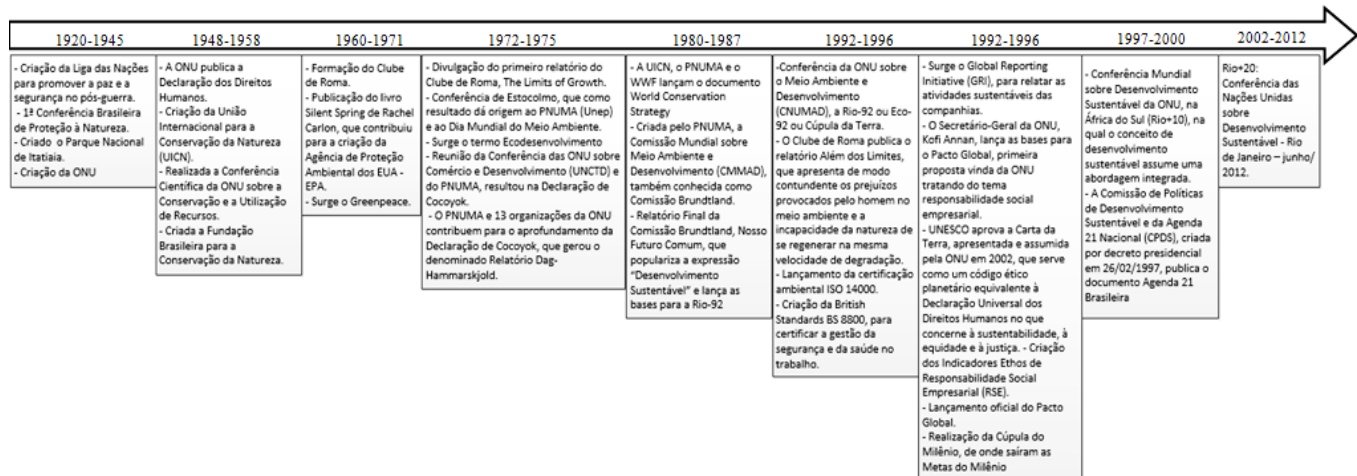 1920-1945
- Criação da Liga das Nações
para promover a paz e a
segurança no pós-guerra.
- 1ª Conferência Brasileira
de Proteção à Natureza.
- Criado o Parque Nacional
de Itatiaia.
- Criação da ONU
1948-1958
- A ONU publica a
Declaração dos Direitos
Humanos.
- Criação da União
Internacional para a
Conservação da Natureza
(UICN).
- Realizada a Conferência
Científica da ONU sobre a
Conservação e a Utilização
de Recursos.
- Criada a Fundação
Brasileira para a
Conservação da Natureza.
1960-1971
- Formação do Clube
de Roma.
- Publicação do livro
Silent Spring de Rachel
Carlon, que contribuiu
para a criação da
Agência de Proteção
Ambiental dos EUA -
EPA.
- Surge o Greenpeace.
1972-1975
- Divulgação do primeiro relatório do
Clube de Roma, The Limits of Growth.
- Conferência de Estocolmo, que como
resultado dá origem ao PNUMA (Unep)
e ao Dia Mundial do Meio Ambiente.
- Surge o termo Ecodesenvolvimento
- Reunião da Conferência das ONU sobre
Comércio e Desenvolvimento (UNCTD) e
do PNUMA, resultou na Declaração de
Cocoyok.
- O PNUMA e 13 organizações da ONU
contribuem para o aprofundamento da
Declaração de Cocoyok, que gerou o
denominado Relatório Dag-
Hammarskjold.
1980-1987
- A UICN, o PNUMA e o
WWF lançam o documento
World Conservation
Strategy
- Criada pelo PNUMA, a
Comissão Mundial sobre
Meio Ambiente e
Desenvolvimento (CMMAD),
também conhecida como
Comissão Brundtland.
- Relatório Final da
Comissão Brundtland, Nosso
Futuro Comum, que
populariza a expressão
“Desenvolvimento
Sustentável” e lança as
bases para a Rio-92
1992-1996
-Conferência da ONU sobre
o Meio Ambiente e
Desenvolvimento
(CNUMAD), a Rio-92 ou Eco-
92 ou Cúpula da Terra.
- O Clube de Roma publica o
relatório Além dos Limites,
que apresenta de modo
contundente os prejuízos
provocados pelo homem no
meio ambiente e a
incapacidade da natureza de
se regenerar na mesma
velocidade de degradação.
- Lançamento da certificação
ambiental ISO 14000.
- Criação da British
Standards BS 8800, para
certificar a gestão da
segurança e da saúde no
trabalho.
1992-1996
- Surge o Global Reporting
Initiative (GRI), para relatar as
atividades sustentáveis das
companhias.
- O Secretário-Geral da ONU,
Kofi Annan, lança as bases para
o Pacto Global, primeira
proposta vinda da ONU
tratando do tema
responsabilidade social
empresarial.
- UNESCO aprova a Carta da
Terra, apresentada e assumida
pela ONU em 2002, que serve
como um código ético
planetário equivalente à
Declaração Universal dos
Direitos Humanos no que
concerne à sustentabilidade, à
equidade e à justiça. - Criação
dos Indicadores Ethos de
Responsabilidade Social
Empresarial (RSE).
- Lançamento oficial do Pacto
Global.
- Realização da Cúpula do
Milênio, de onde saíram as
Metas do Milênio
1997-2000
- Conferência Mundial
sobre Desenvolvimento
Sustentável da ONU, na
África do Sul (Rio+10), na
qual o conceito de
desenvolvimento
sustentável assume uma
abordagem integrada.
- A Comissão de Políticas
de Desenvolvimento
Sustentável e da Agenda
21 Nacional (CPDS), criada
por decreto presidencial
em 26/02/1997, publica o
documento Agenda 21
Brasileira
2002-2012
Rio+20:
Conferência das
Nações Unidas
sobre
Desenvolvimento
Sustentável - Rio
de Janeiro – junho/
2012.